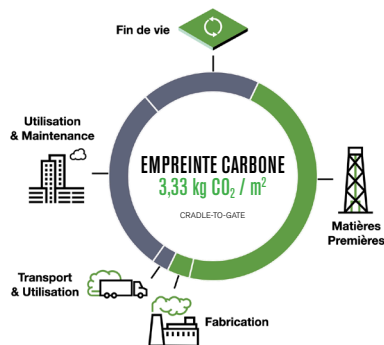 Fin de vie
Utilisation
& Maintenance
EMPREINTE CARBONE
3,33 kg CO₂ / m²
CRADLE-TO-GATE
Matières
Premières
Transport
& Utilisation
Fabrication